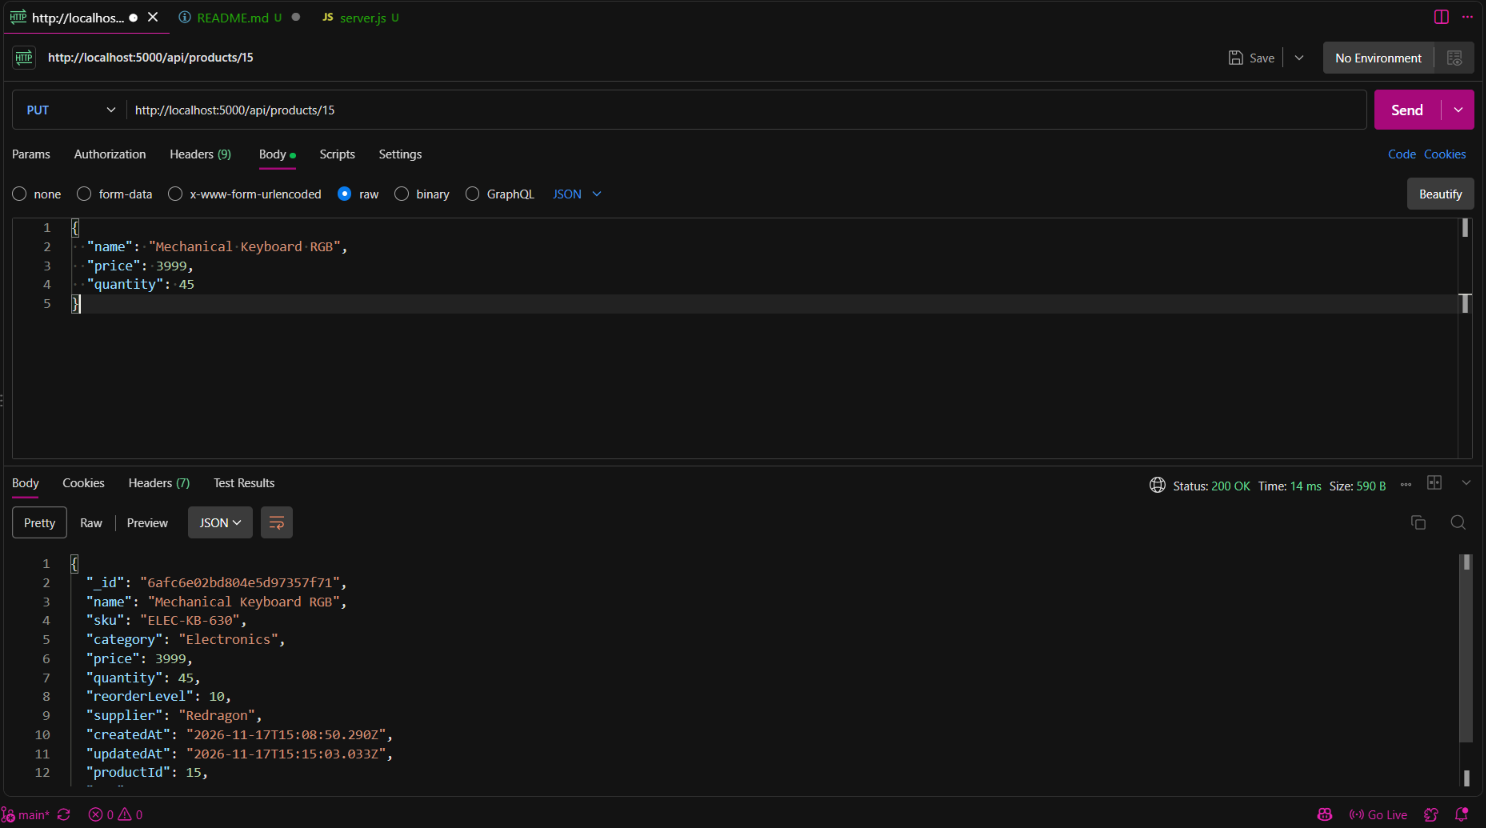 HTTP http://localhos... README.md U JS server.js U
HTTP http://localhost:5000/api/products/15 Save No Environment
PUT http://localhost:5000/api/products/15 Send
Params Authorization Headers (9) Body Scripts Settings Code Cookies
none form-data x-www-form-urlencoded raw binary GraphQL JSON Beautify
1 {
2 "name": "Mechanical Keyboard RGB",
3 "price": 3999,
4 "quantity": 45
5 }
Body Cookies Headers (7) Test Results Status: 200 OK Time: 14 ms Size: 590 B
Pretty Raw Preview JSON
1 {
2 "_id": "6afc6e02bd804e5d97357f71",
3 "name": "Mechanical Keyboard RGB",
4 "sku": "ELEC-KB-630",
5 "category": "Electronics",
6 "price": 3999,
7 "quantity": 45,
8 "reorderLevel": 10,
9 "supplier": "Redragon",
10 "createdAt": "2026-11-17T15:08:50.290Z",
11 "updatedAt": "2026-11-17T15:15:03.033Z",
12 "productId": 15,
main* 0 0 Go Live